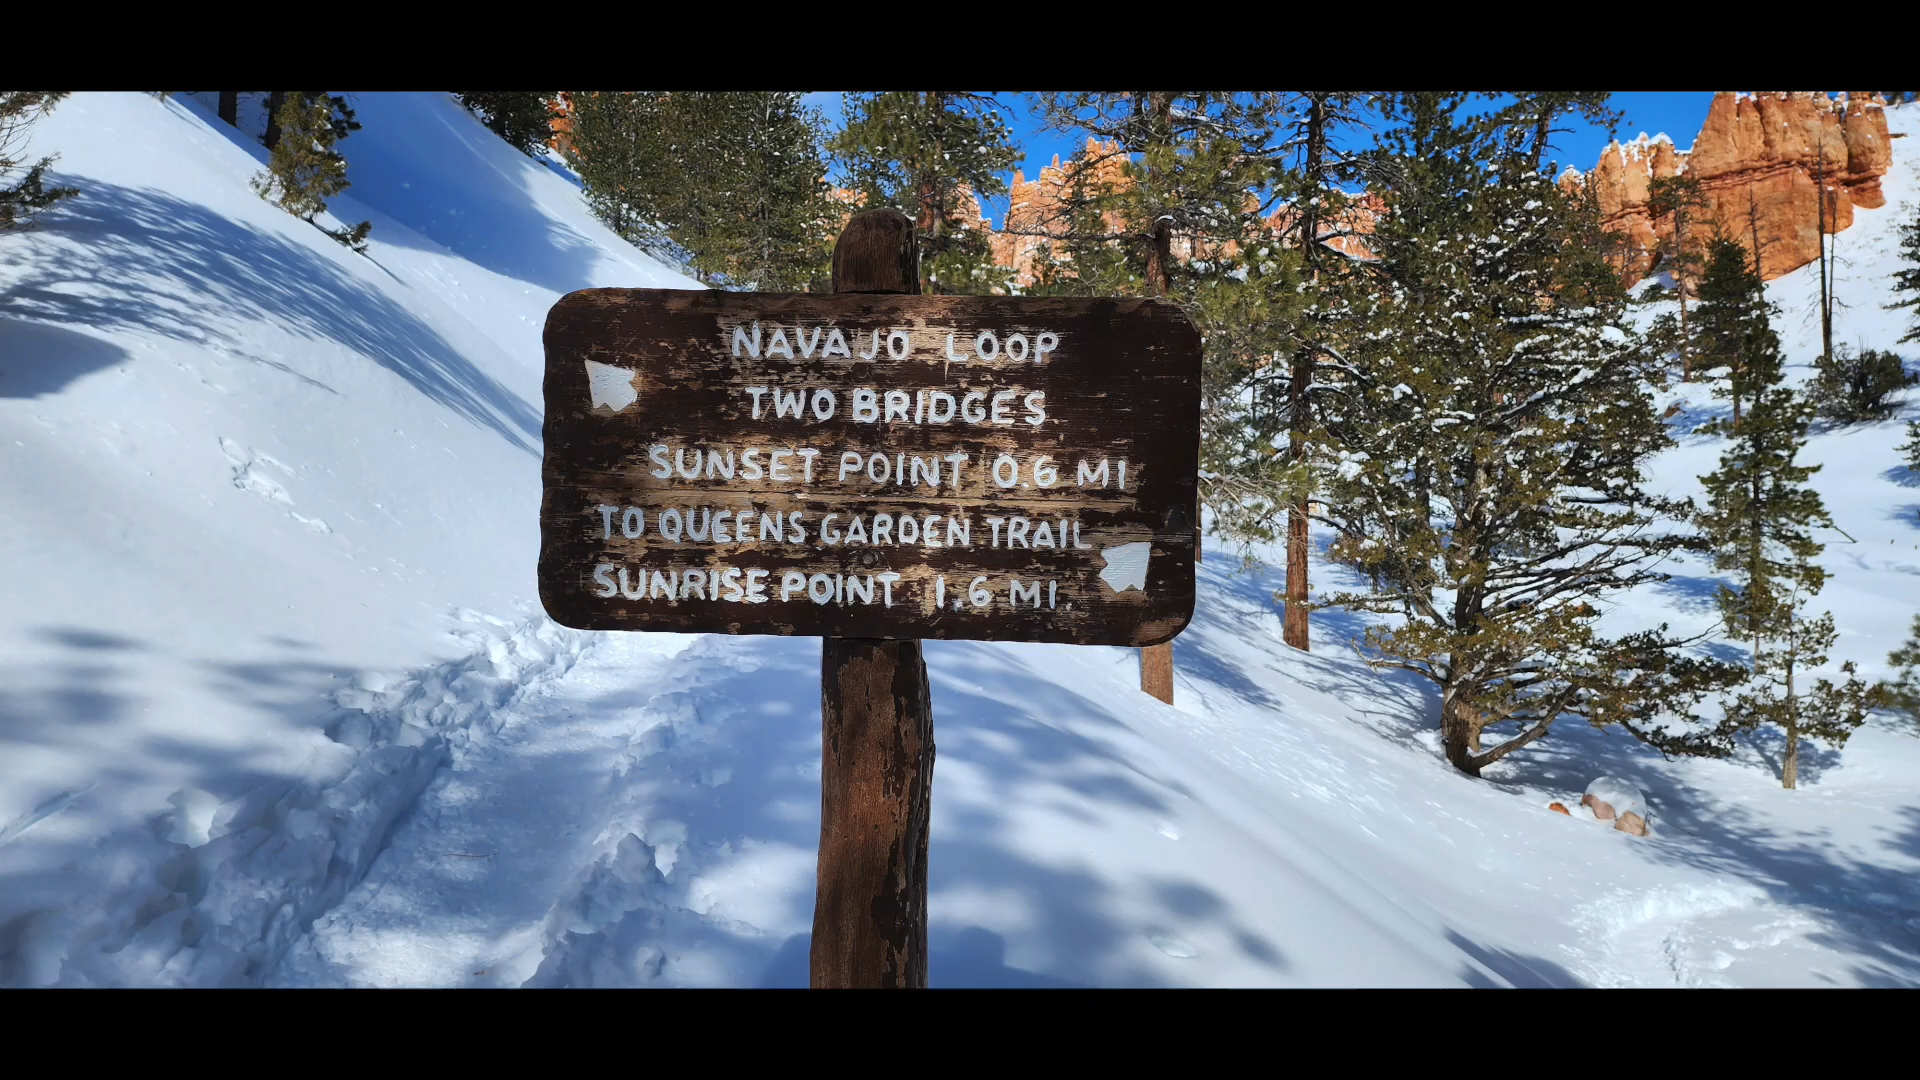 NAVAJO LOOP
TWO BRIDGES
SUNSET POINT 0.6 MI
TO QUEENS GARDEN TRAIL
SUNRISE POINT 1.6 MI.